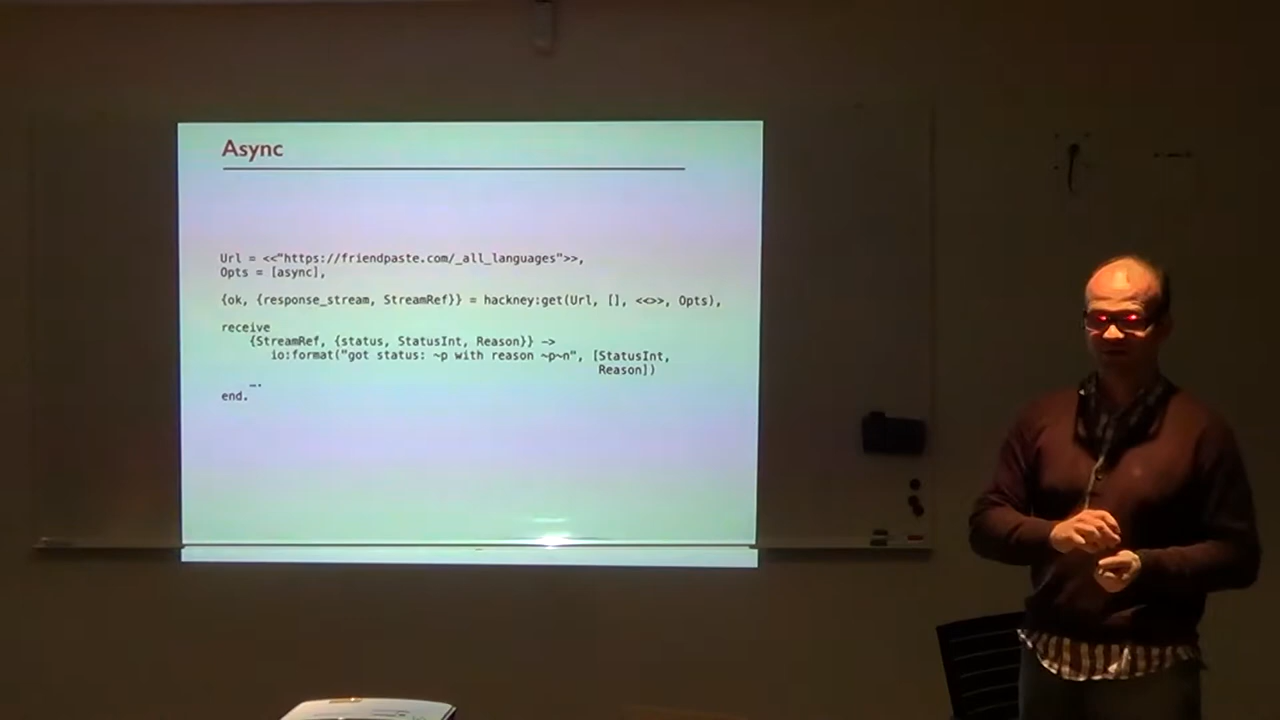 Async
Url = <<"https://friendpaste.com/_all_languages">>,
Opts = [async],
{ok, {response_stream, StreamRef}} = hackney:get(Url, [], <<>>, Opts),
receive
{StreamRef, {status, StatusInt, Reason}} ->
io:format("got status: ~p with reason ~p~n", [StatusInt,
Reason])
….
end.